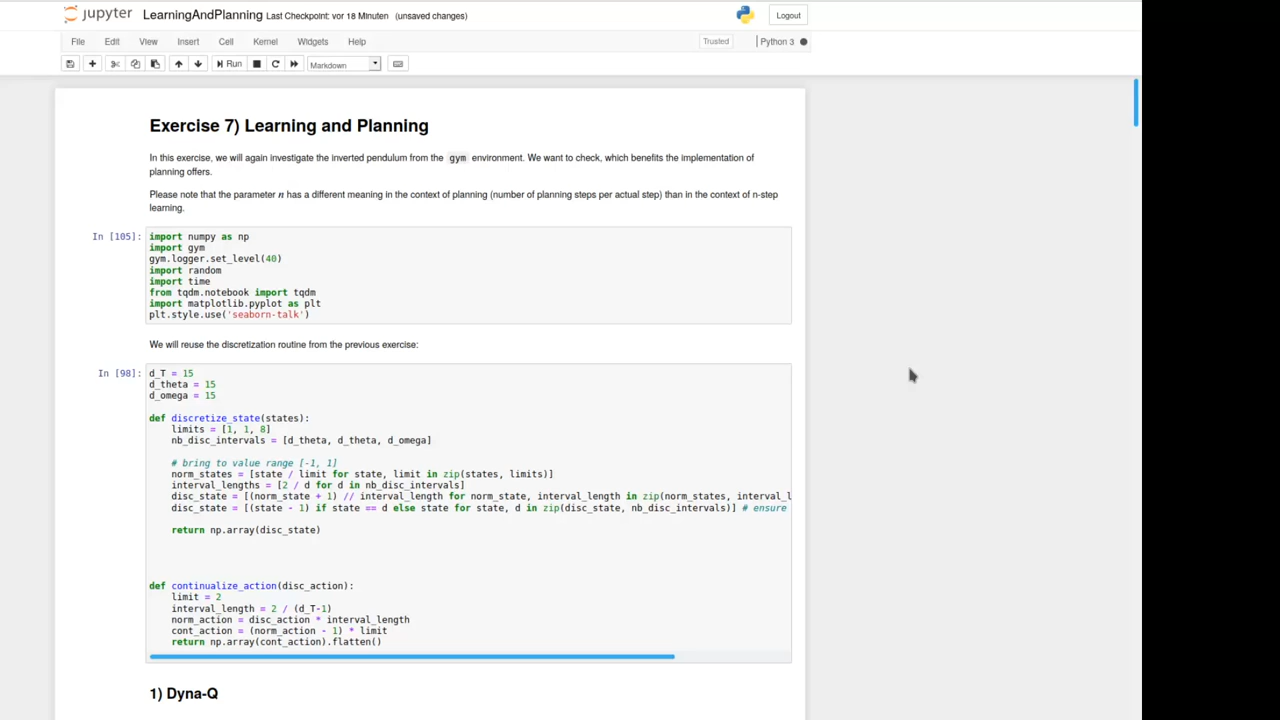 jupyter LearningAndPlanning Last Checkpoint: vor 18 Minuten (unsaved changes)
Logout
File Edit View Insert Cell Kernel Widgets Help
Trusted
Python 3
Run
Markdown
Exercise 7) Learning and Planning
In this exercise, we will again investigate the inverted pendulum from the gym environment. We want to check, which benefits the implementation of
planning offers.
Please note that the parameter n has a different meaning in the context of planning (number of planning steps per actual step) than in the context of n-step
learning.
In [105]:
import numpy as np
import gym
gym.logger.set_level(40)
import random
import time
from tqdm.notebook import tqdm
import matplotlib.pyplot as plt
plt.style.use('seaborn-talk')
We will reuse the discretization routine from the previous exercise:
In [98]:
d_T = 15
d_theta = 15
d_omega = 15
def discretize_state(states):
limits = [1, 1, 8]
nb_disc_intervals = [d_theta, d_theta, d_omega]
# bring to value range [-1, 1]
norm_states = [state / limit for state, limit in zip(states, limits)]
interval_lengths = [2 / d for d in nb_disc_intervals]
disc_state = [(norm_state + 1) // interval_length for norm_state, interval_length in zip(norm_states, interval_l
disc_state = [(state - 1) if state == d else state for state, d in zip(disc_state, nb_disc_intervals)] # ensure
return np.array(disc_state)
def continualize_action(disc_action):
limit = 2
interval_length = 2 / (d_T-1)
norm_action = disc_action * interval_length
cont_action = (norm_action - 1) * limit
return np.array(cont_action).flatten()
1) Dyna-Q